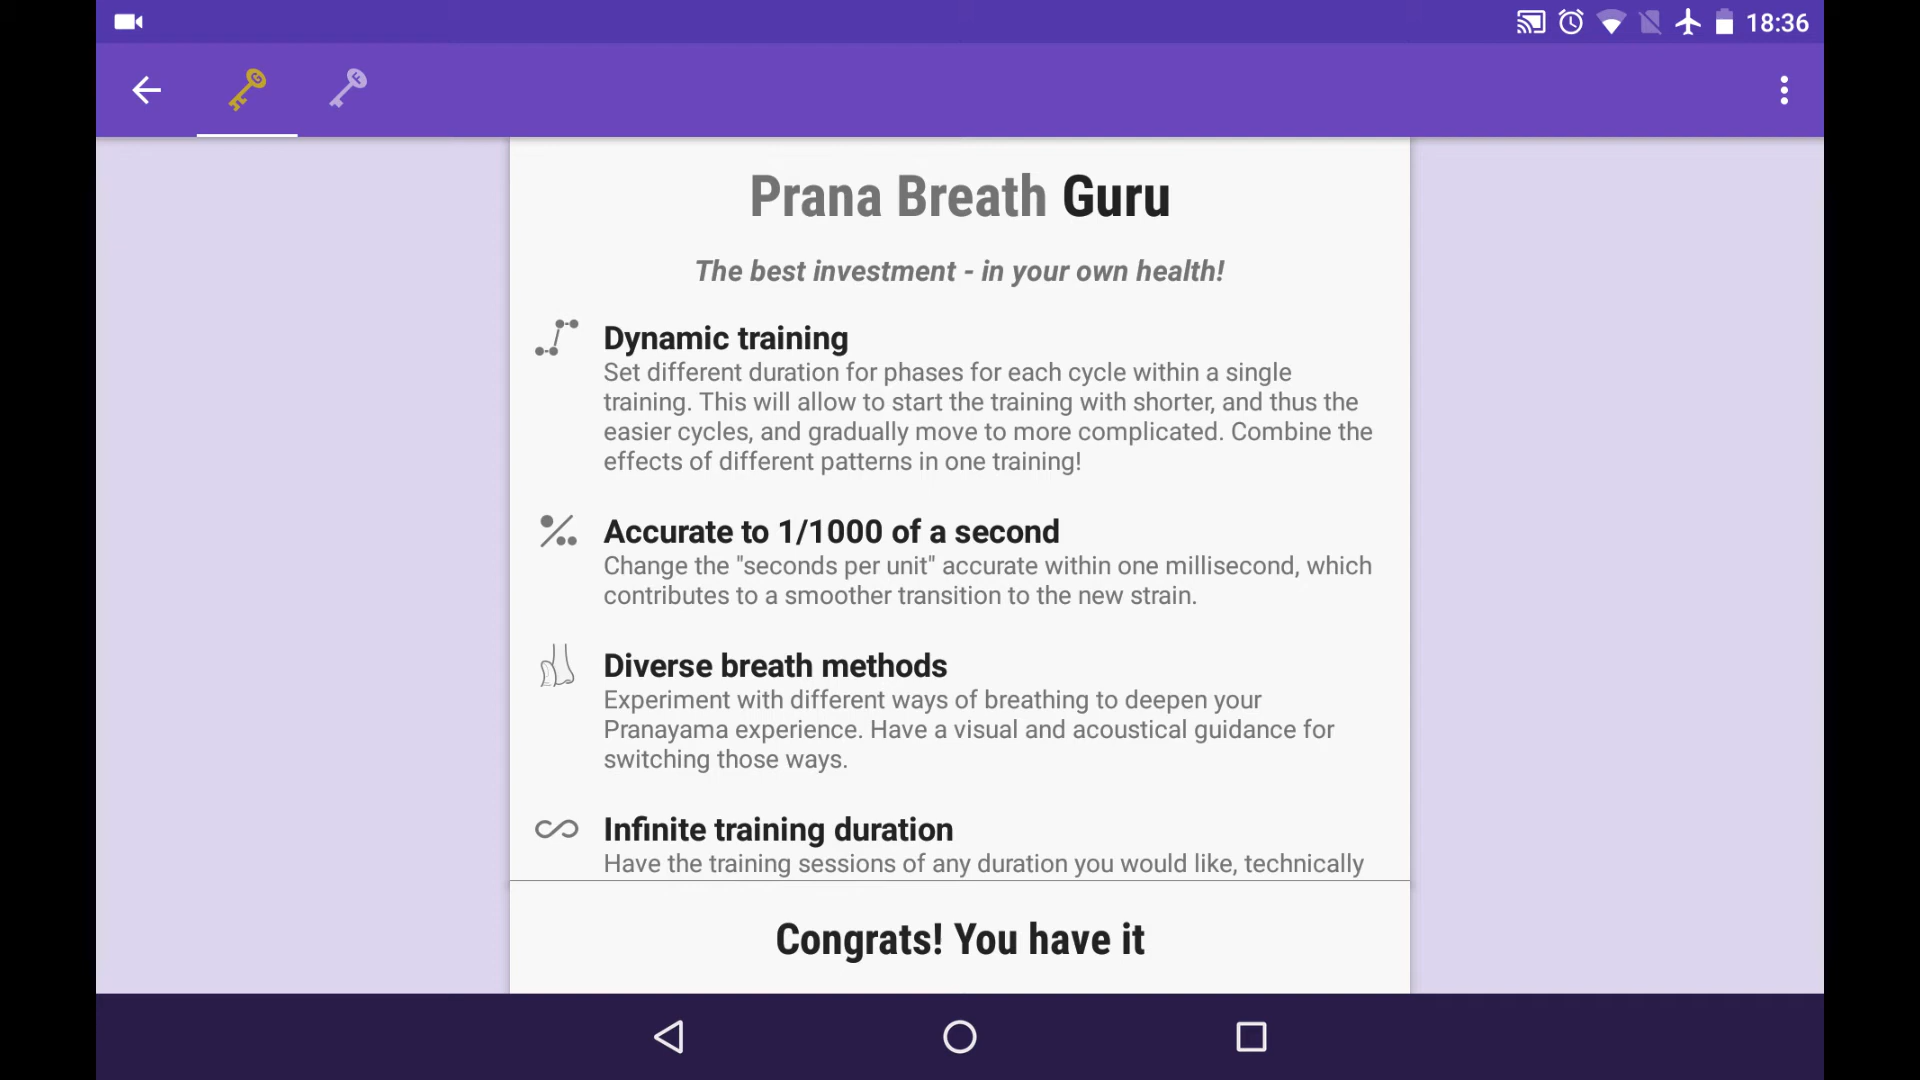 18:36
G
F
Prana Breath Guru
The best investment - in your own health!
Dynamic training
Set different duration for phases for each cycle within a single
training. This will allow to start the training with shorter, and thus the
easier cycles, and gradually move to more complicated. Combine the
effects of different patterns in one training!
Accurate to 1/1000 of a second
Change the "seconds per unit" accurate within one millisecond, which
contributes to a smoother transition to the new strain.
Diverse breath methods
Experiment with different ways of breathing to deepen your
Pranayama experience. Have a visual and acoustical guidance for
switching those ways.
Infinite training duration
Have the training sessions of any duration you would like, technically
Congrats! You have it